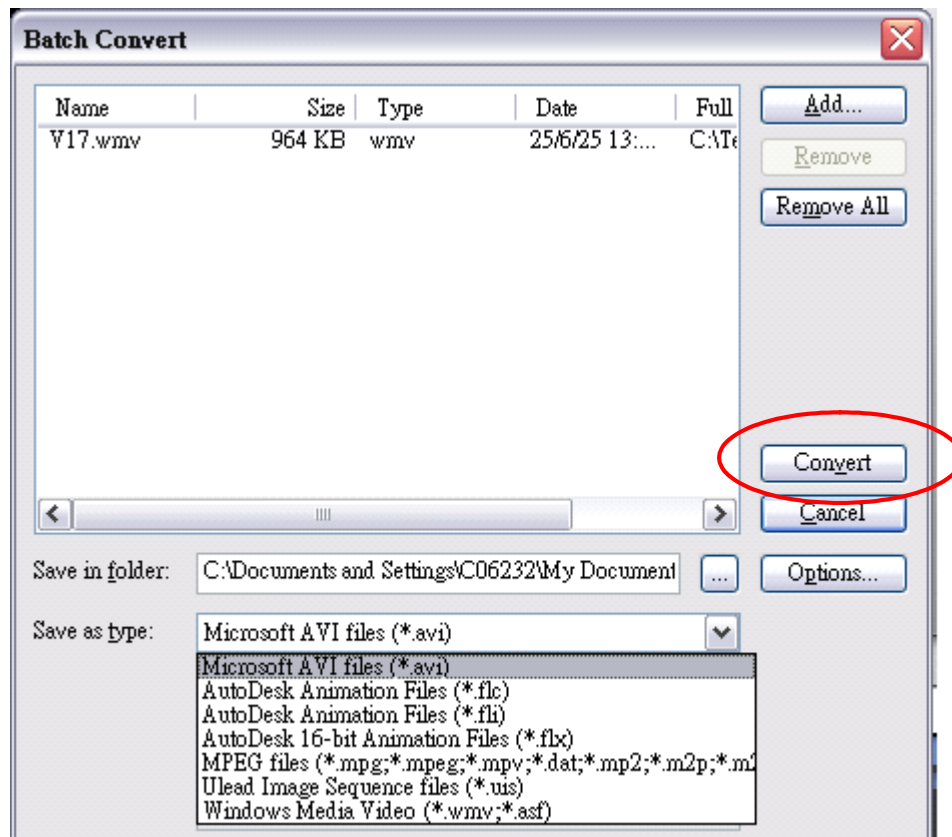 Batch Convert
Name Size Type Date Full
V17.wmv 964 KB wmv 25/6/25 13:... C:\Te
Add...
Remove
Remove All
Convert
Cancel
Save in folder: C:\Documents and Settings\C06232\My Document ... Options...
Save as type: Microsoft AVI files (*.avi)
Microsoft AVI files (*.avi)
AutoDesk Animation Files (*.flc)
AutoDesk Animation Files (*.fli)
AutoDesk 16-bit Animation Files (*.flx)
MPEG files (*.mpg;*.mpeg;*.mpv;*.dat;*.mp2;*.m2p;*.m2
Ulead Image Sequence files (*.uis)
Windows Media Video (*.wmv;*.asf)